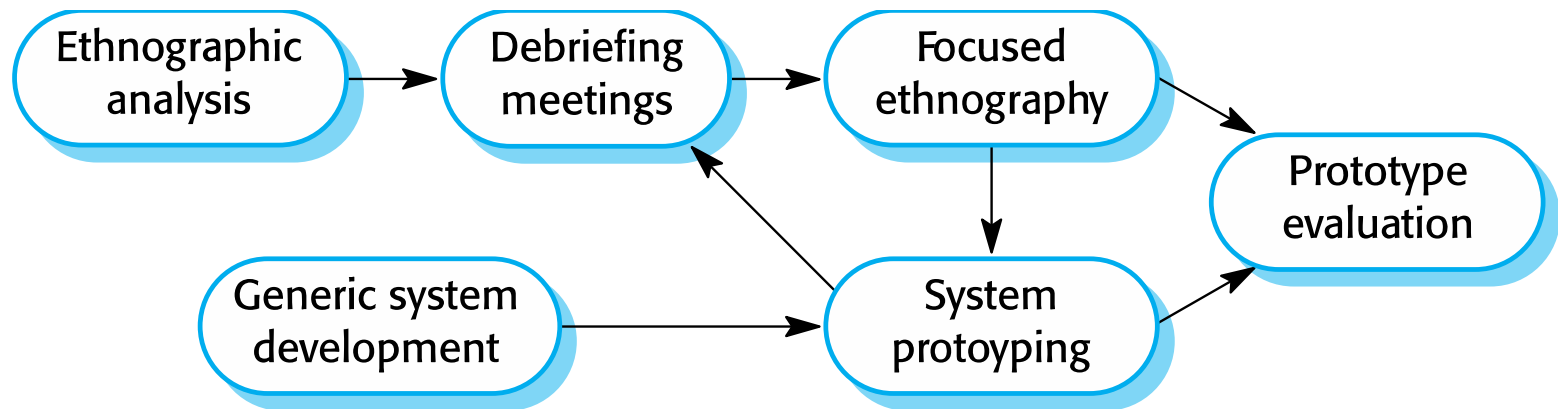 Ethnographic
analysis
Debriefing
meetings
Focused
ethnography
Prototype
evaluation
Generic system
development
System
protoyping